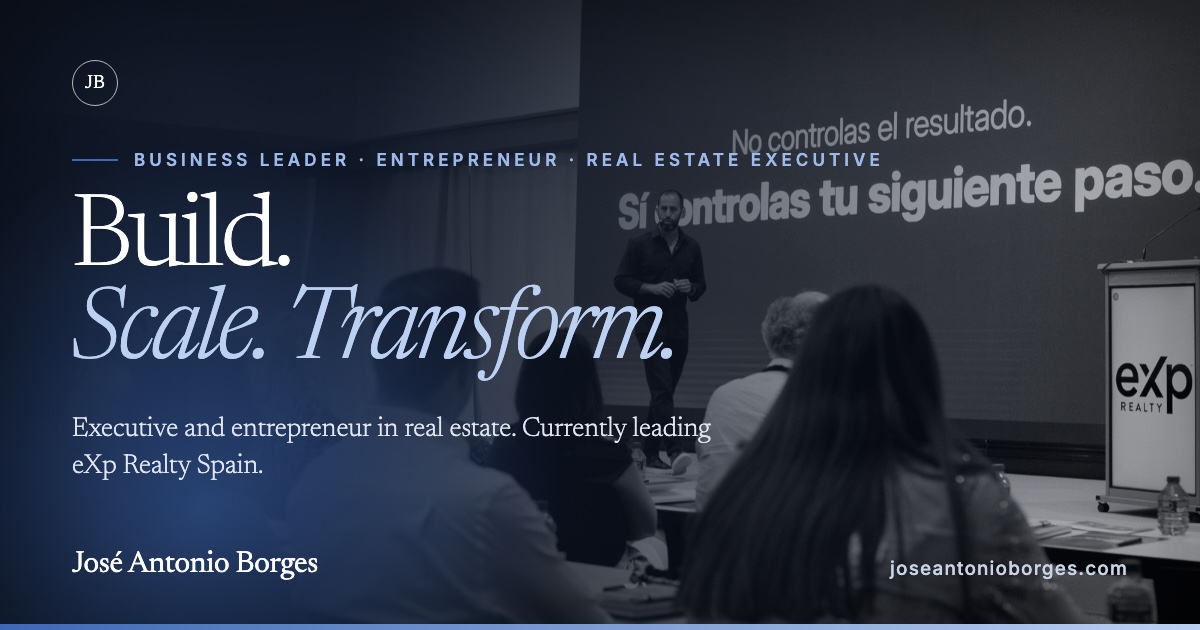 JB
BUSINESS LEADER · ENTREPRENEUR · REAL ESTATE EXECUTIVE
Build.
Scale. Transform.
Executive and entrepreneur in real estate. Currently leading
eXp Realty Spain.
José Antonio Borges
joseantonioborges.com
No controlas el resultado.
Sí controlas tu siguiente paso.
eXp
REALTY